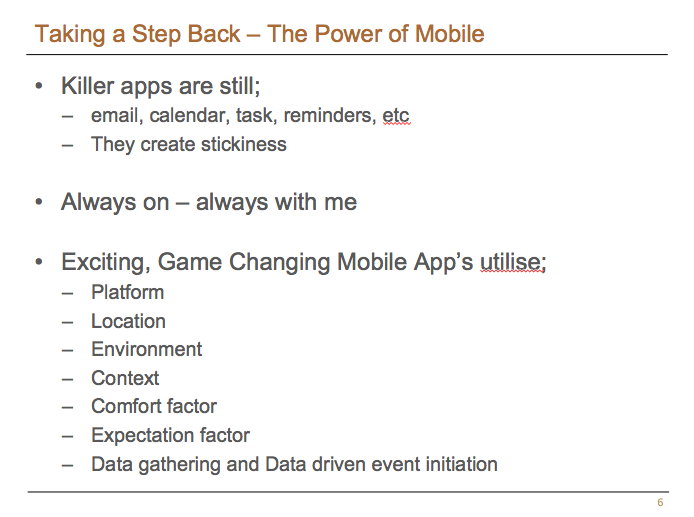 Taking a Step Back – The Power of Mobile
• Killer apps are still;
– email, calendar, task, reminders, etc
– They create stickiness
• Always on – always with me
• Exciting, Game Changing Mobile App's utilise;
– Platform
– Location
– Environment
– Context
– Comfort factor
– Expectation factor
– Data gathering and Data driven event initiation
6